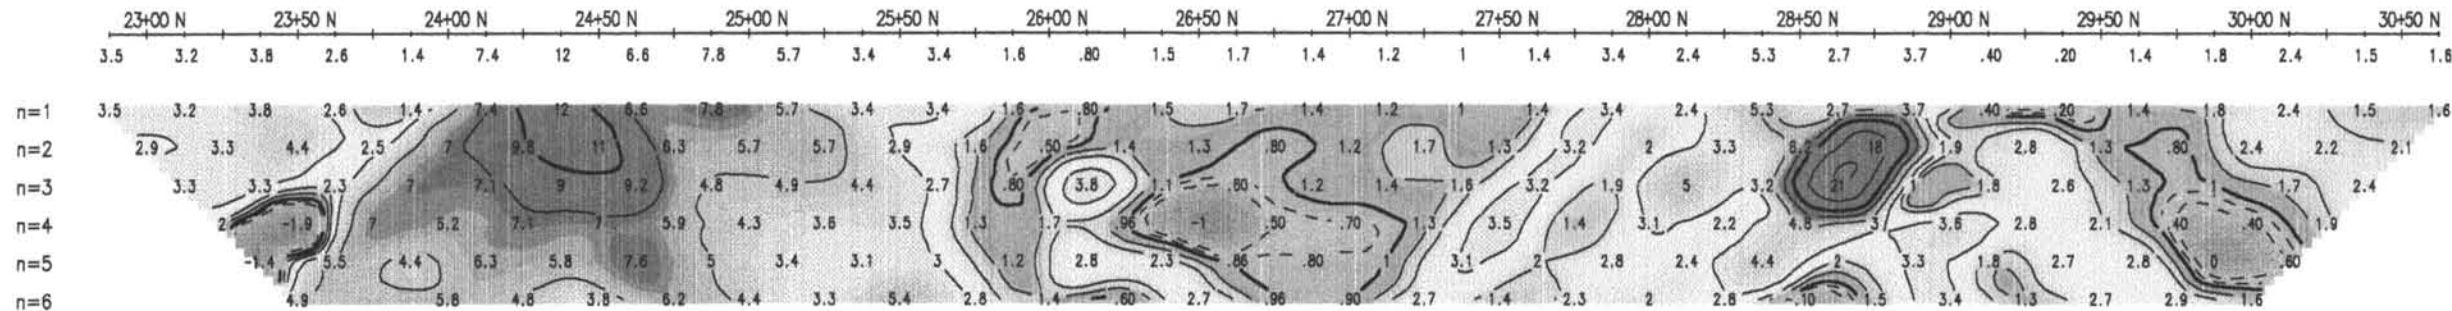 23+00 N 23+50 N 24+00 N 24+50 N 25+00 N 25+50 N 26+00 N 26+50 N 27+00 N 27+50 N 28+00 N 28+50 N 29+00 N 29+50 N 30+00 N 30+50 N
3.5 3.2 3.8 2.6 1.4 7.4 12 6.6 7.8 5.7 3.4 3.4 1.6 .80 1.5 1.7 1.4 1.2 1 1.4 3.4 2.4 5.3 2.7 3.7 .40 .20 1.4 1.8 2.4 1.5 1.6
n=1 3.5 3.2 3.8 2.6 1.4 7.4 12 6.6 7.8 5.7 3.4 3.4 1.6 .80 1.5 1.7 1.4 1.2 1 1.4 3.4 2.4 5.3 2.7 3.7 .40 .20 1.4 1.8 2.4 1.5 1.6
n=2 2.9 3.3 4.4 2.5 7 9.8 11 6.3 5.7 5.7 2.9 1.6 .50 1.4 1.3 .80 1.2 1.7 1.3 3.2 2 3.3 8.2 18 1.9 2.8 1.3 .80 2.4 2.2 2.1
n=3 3.3 3.3 2.3 7 7.1 9 9.2 4.8 4.9 4.4 2.7 .80 3.8 1.1 .60 1.2 1.4 1.6 3.2 1.9 5 3.2 21 1 1.8 2.6 1.3 1 1.7 2.4
n=4 2 -1.9 7 5.2 7.1 7 5.9 4.3 3.6 3.5 1.3 1.7 .96 -1 .50 .70 1.3 3.5 1.4 3.1 2.2 4.8 3 3.6 2.8 2.1 .40 .40 1.9
n=5 -1.4 5.5 4.4 6.3 5.8 7.6 5 3.4 3.1 3 1.2 2.8 2.3 .86 .80 1 3.1 2 2.8 2.4 4.4 2 3.3 1.8 2.7 2.8 0 .60
n=6 4.9 5.8 4.8 3.8 6.2 4.4 3.3 5.4 2.8 1.4 .60 2.7 .96 .90 2.7 1.4 2.3 2 2.8 -.10 1.5 3.4 1.3 2.7 2.9 1.6